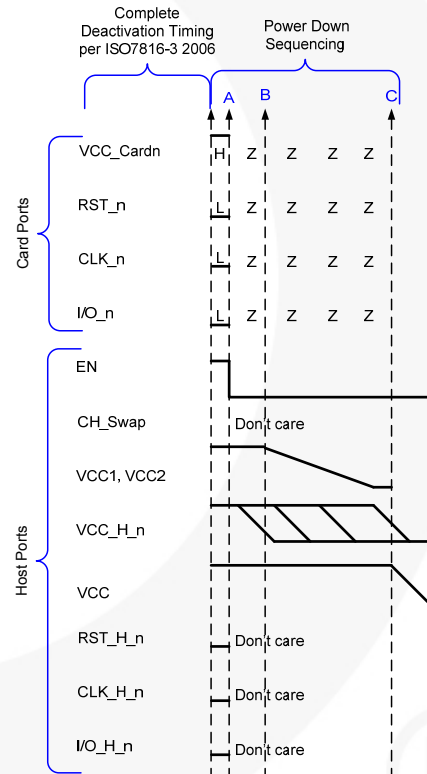 Complete
Deactivation Timing
per ISO7816-3 2006
Power Down
Sequencing
A
B
C
Card Ports
VCC_Cardn
H Z Z Z Z
RST_n
L Z Z Z Z
CLK_n
L Z Z Z Z
I/O_n
L Z Z Z Z
Host Ports
EN
CH_Swap
Don't care
VCC1, VCC2
VCC_H_n
VCC
RST_H_n
Don't care
CLK_H_n
Don't care
I/O_H_n
Don't care